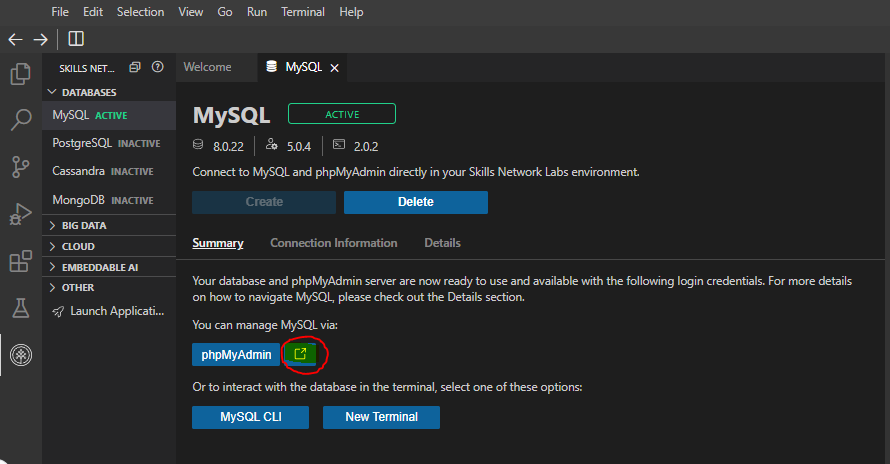 File Edit Selection View Go Run Terminal Help
SKILLS NET...
Welcome
MySQL
DATABASES
MySQL ACTIVE
PostgreSQL INACTIVE
Cassandra INACTIVE
MongoDB INACTIVE
BIG DATA
CLOUD
EMBEDDABLE AI
OTHER
Launch Applicati...
MySQL
ACTIVE
8.0.22
5.0.4
2.0.2
Connect to MySQL and phpMyAdmin directly in your Skills Network Labs environment.
Create
Delete
Summary
Connection Information
Details
Your database and phpMyAdmin server are now ready to use and available with the following login credentials. For more details
on how to navigate MySQL, please check out the Details section.
You can manage MySQL via:
phpMyAdmin
Or to interact with the database in the terminal, select one of these options:
MySQL CLI
New Terminal